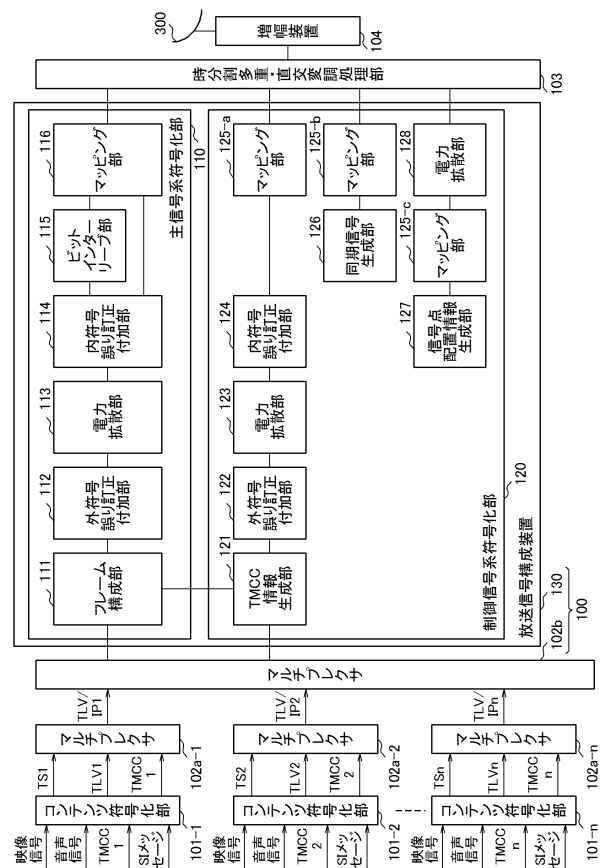 300
増幅装置
104
時分割多重・直交変調処理部
103
主信号系符号化部
110
フレーム
構成部
111
外符号
誤り訂正
付加部
112
電力
拡散部
113
内符号
誤り訂正
付加部
114
ビット
インター
リーブ部
115
マッピング
部
116
TMCC
情報
生成部
121
外符号
誤り訂正
付加部
122
電力
拡散部
123
内符号
誤り訂正
付加部
124
マッピング
部
125-a
同期信号
生成部
126
マッピング
部
125-b
信号点
配置情報
生成部
127
マッピング
部
125-c
電力
拡散部
128
制御信号系符号化部
120
放送信号構成装置
130
102b
100
マルチプレクサ
TLV/
IP1
TLV/
IP2
TLV/
IPn
マルチプレクサ
102a-1
マルチプレクサ
102a-2
マルチプレクサ
102a-n
TS1
TLV1
TMCC
1
TS2
TLV2
TMCC
2
TSn
TLVn
TMCC
n
コンテンツ符号化部
101-1
コンテンツ符号化部
101-2
コンテンツ符号化部
101-n
映像
信号
音声
信号
TMCC
1
SIメッ
セージ
映像
信号
音声
信号
TMCC
2
SIメッ
セージ
映像
信号
音声
信号
TMCC
n
SIメッ
セージ